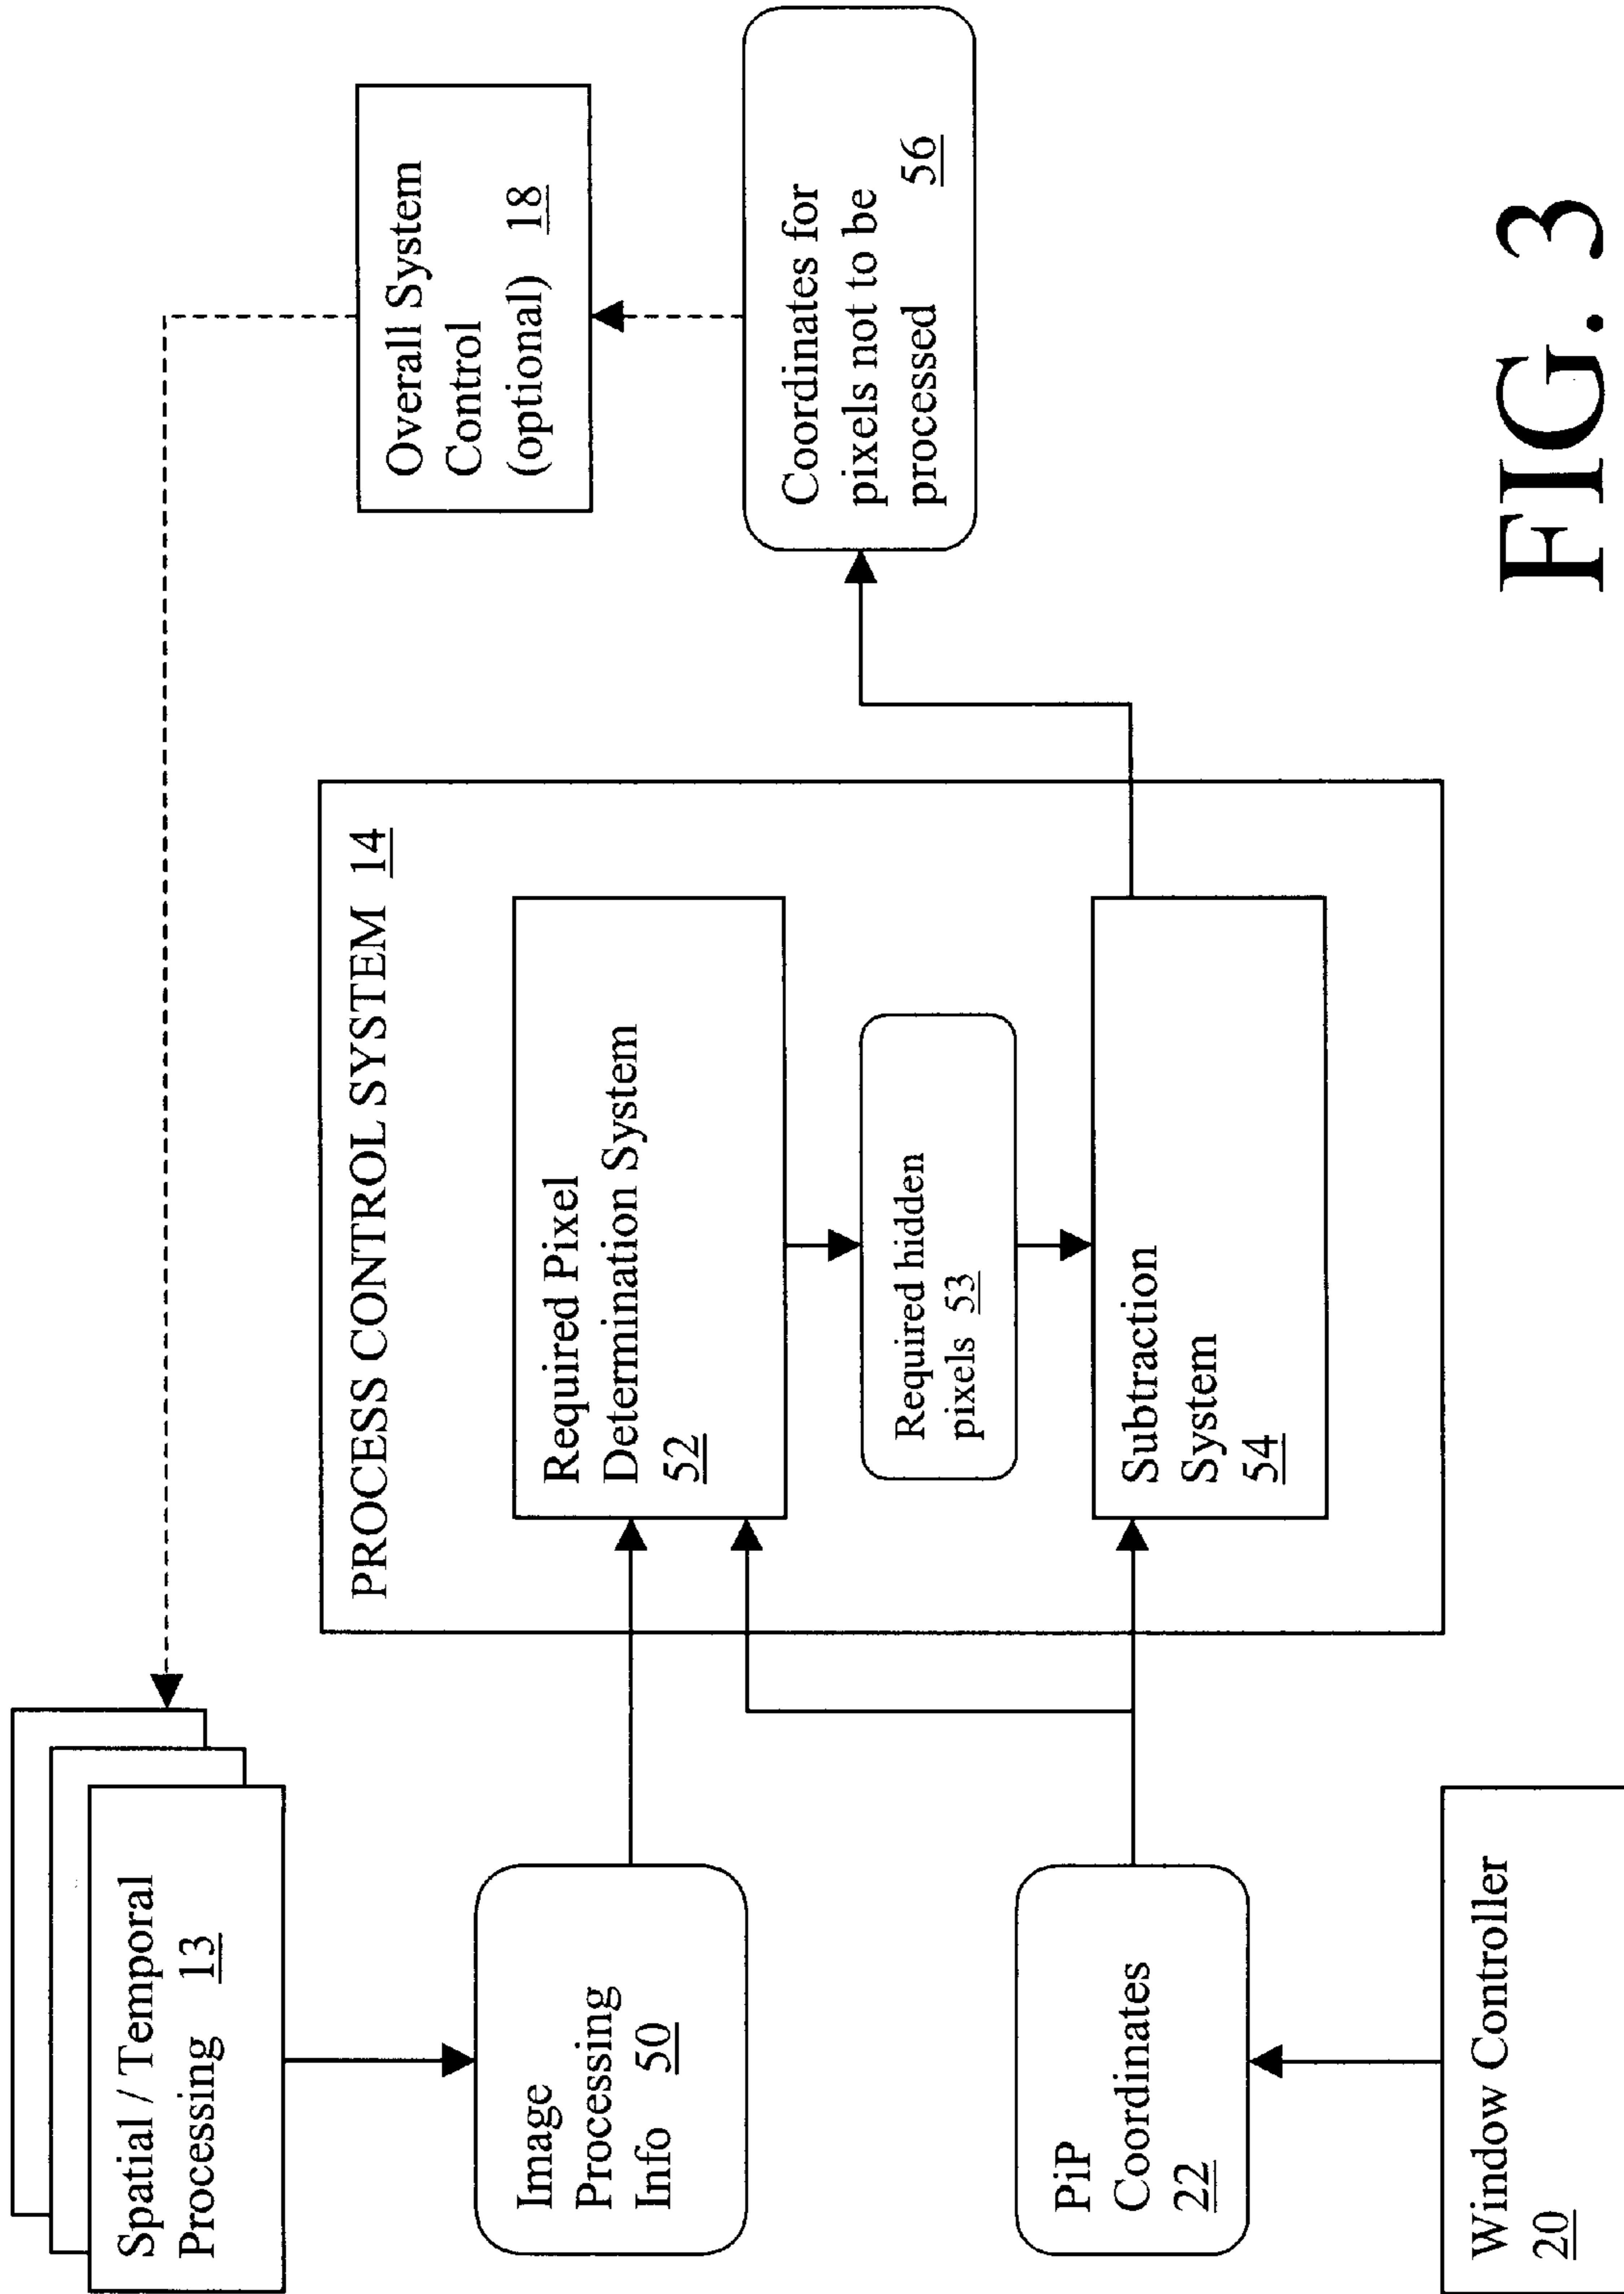 Spatial / Temporal
Processing 13
Image
Processing
Info 50
PiP
Coordinates
22
Window Controller
20
PROCESS CONTROL SYSTEM 14
Required Pixel
Determination System
52
Required hidden
pixels 53
Subtraction
System
54
Overall System
Control
(optional) 18
Coordinates for
pixels not to be
processed 56
FIG. 3